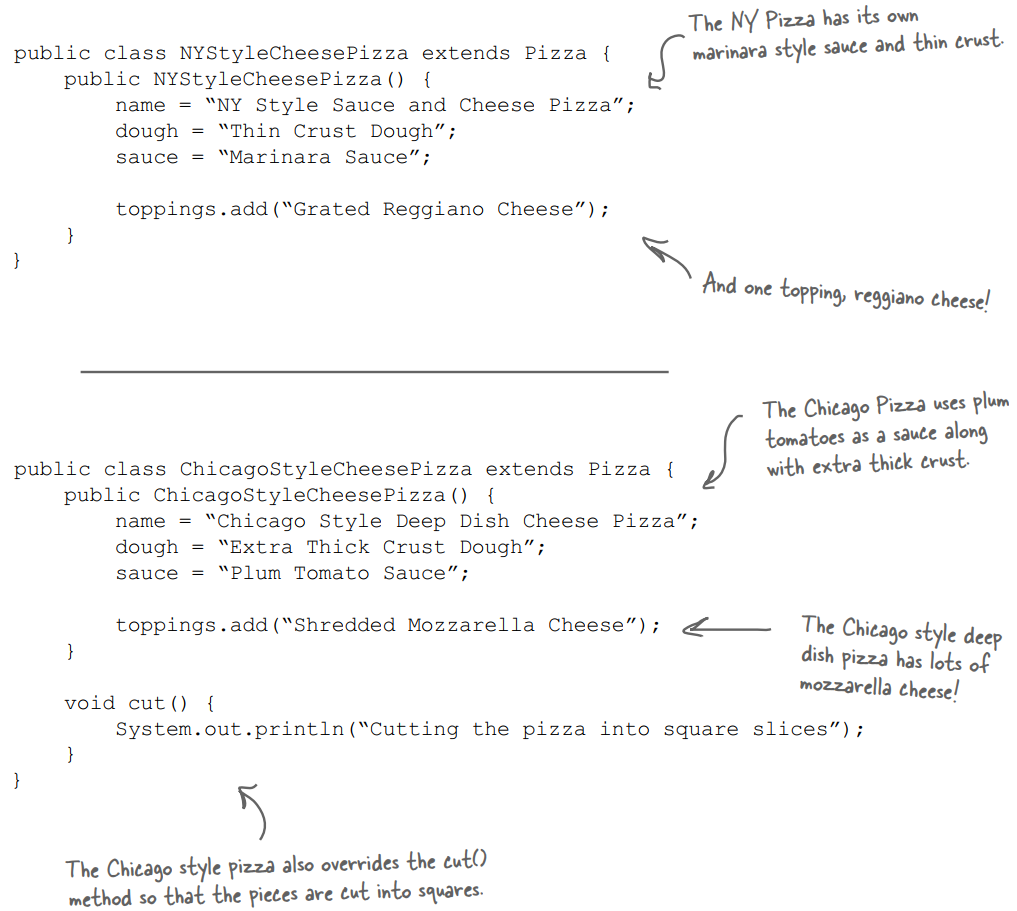 The NY Pizza has its own
marinara style sauce and thin crust.
public class NYStyleCheesePizza extends Pizza {
    public NYStyleCheesePizza() {
        name = “NY Style Sauce and Cheese Pizza”;
        dough = “Thin Crust Dough”;
        sauce = “Marinara Sauce”;

        toppings.add(“Grated Reggiano Cheese”);
    }
}
And one topping, reggiano cheese!
The Chicago Pizza uses plum
tomatoes as a sauce along
with extra thick crust.
public class ChicagoStyleCheesePizza extends Pizza {
    public ChicagoStyleCheesePizza() {
        name = “Chicago Style Deep Dish Cheese Pizza”;
        dough = “Extra Thick Crust Dough”;
        sauce = “Plum Tomato Sauce”;

        toppings.add(“Shredded Mozzarella Cheese”);
    }
The Chicago style deep
dish pizza has lots of
mozzarella cheese!
    void cut() {
        System.out.println(“Cutting the pizza into square slices”);
    }
}
The Chicago style pizza also overrides the cut()
method so that the pieces are cut into squares.